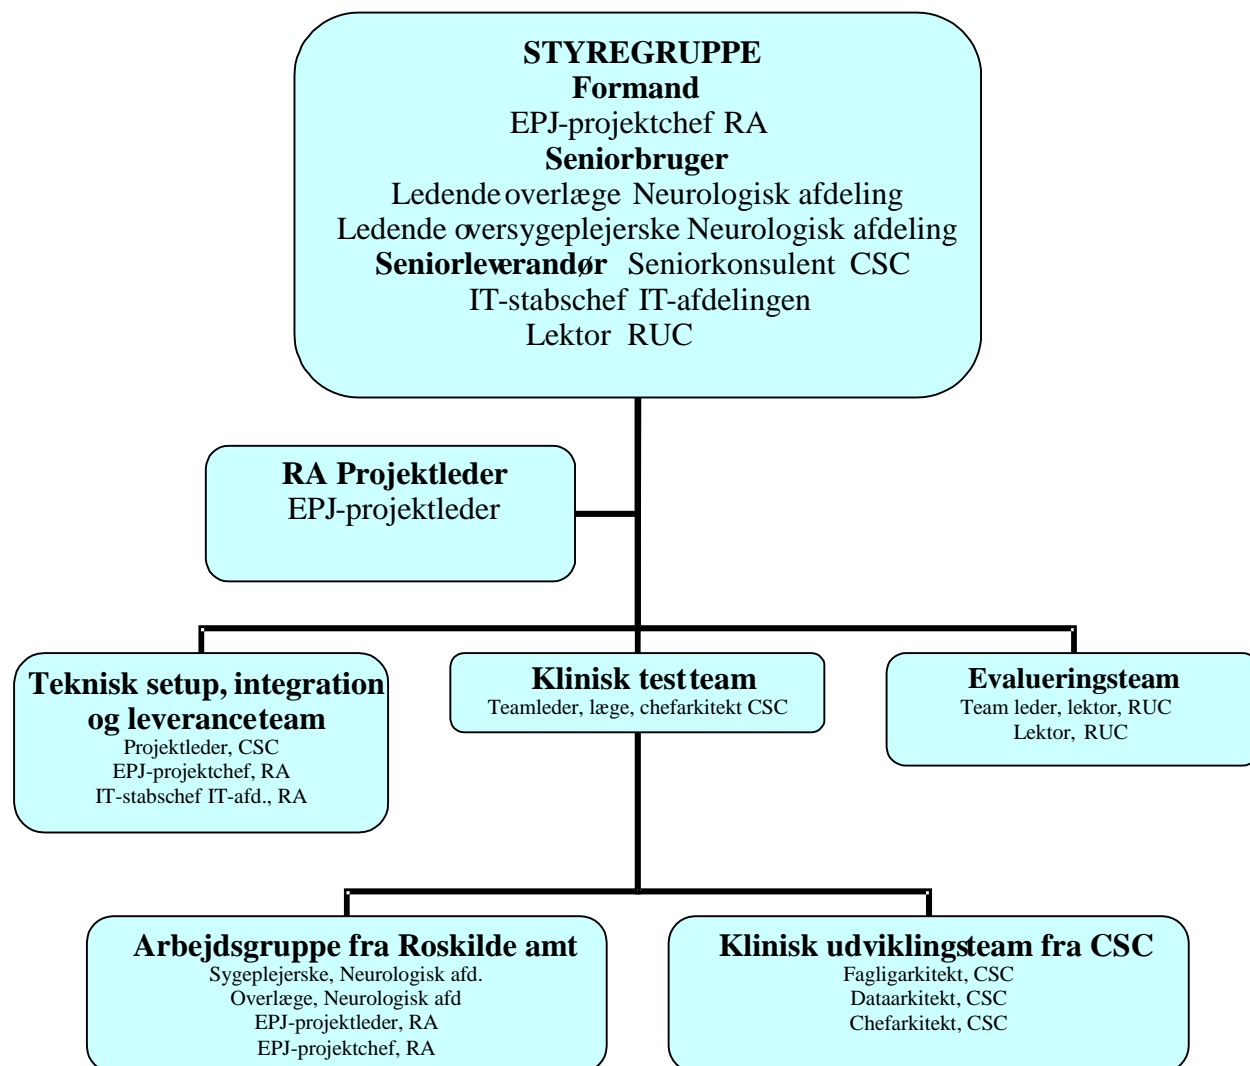 STYREGRUPPE
Formand
EPJ-projektchef RA
Seniorbruger
Ledende overlæge Neurologisk afdeling
Ledende oversygeplejerske Neurologisk afdeling
Seniorleverandør Seniorkonsulent CSC
IT-stabschef IT-afdelingen
Lektor RUC
RA Projektleder
EPJ-projektleder
Teknisk setup, integration
og leveranceteam
Projektleder, CSC
EPJ-projektchef, RA
IT-stabschef IT-afd., RA
Klinisk testteam
Teamleder, læge, chefarkitekt CSC
Evalueringsteam
Team leder, lektor, RUC
Lektor, RUC
Arbejdsgruppe fra Roskilde amt
Sygeplejerske, Neurologisk afd.
Overlæge, Neurologisk afd
EPJ-projektleder, RA
EPJ-projektchef, RA
Klinisk udviklingsteam fra CSC
Fagligarkitekt, CSC
Dataarkitekt, CSC
Chefarkitekt, CSC